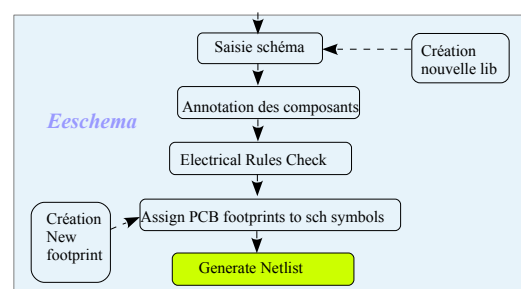 Saisie schéma
Création
nouvelle lib
Annotation des composants
Eeschema
Electrical Rules Check
Création
New
footprint
Assign PCB footprints to sch symbols
Generate Netlist